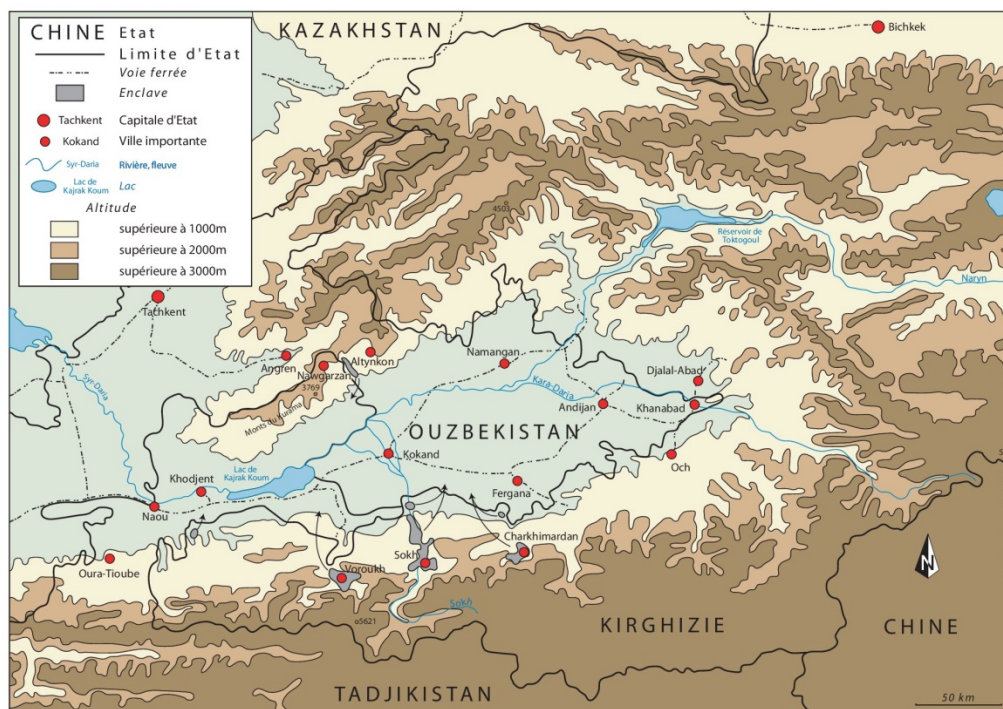 CHINE Etat
Limite d'Etat
Voie ferrée
Enclave
Tachkent Capitale d'Etat
Kokand Ville importante
Syr-Daria Rivière, fleuve
Lac de
Kajrak Koum
Lac
Altitude
supérieure à 1000m
supérieure à 2000m
supérieure à 3000m
KAZAKHSTAN
Bichkek
4503
Réservoir de
Toktogoul
Naryn
Tachkent
Angren
Altynkon
Nawgarzan
3769
Monts du Kurama
Namangan
Djalal-Abad
Syr-Daria
Kara-Daria
Andijan
Khanabad
OUZBEKISTAN
Kokand
Och
Lac de
Kajrak Koum
Khodjent
Fergana
Naou
Charkhimardan
Sokh
Oura-Tioube
Voroukh
Sokh
5621
N
KIRGHIZIE
CHINE
TADJIKISTAN
50 km